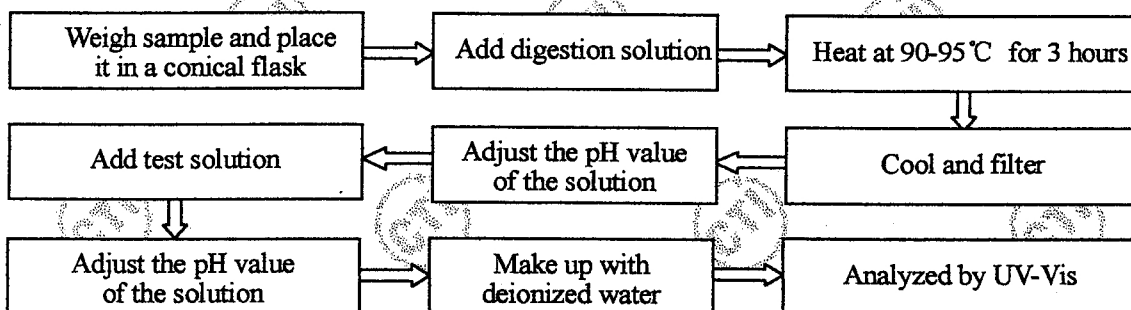 Weigh sample and place
it in a conical flask
Add digestion solution
Heat at 90-95℃ for 3 hours
Cool and filter
Adjust the pH value
of the solution
Add test solution
Adjust the pH value
of the solution
Make up with
deionized water
Analyzed by UV-Vis
CTI
CTI